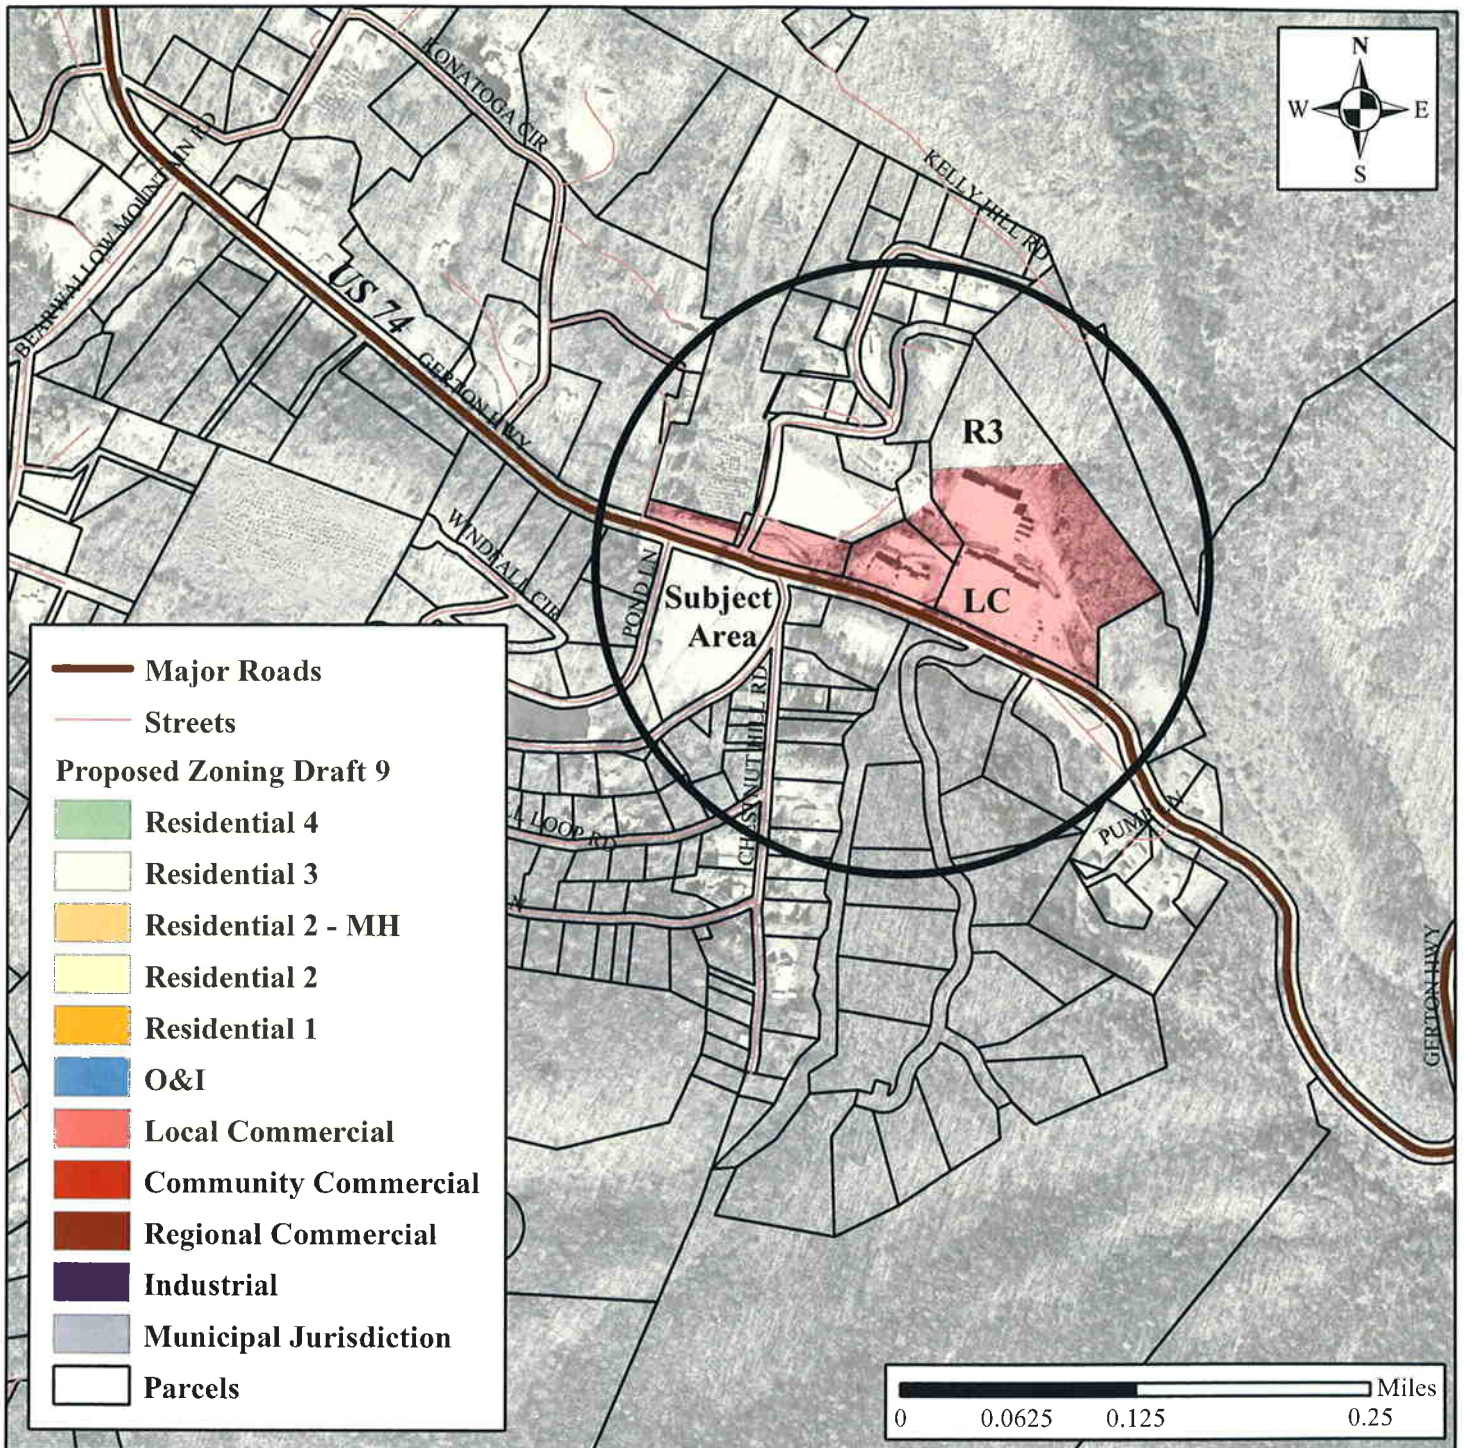 KONATOGA CIR
N
W E
S
BEARWALLOW MOUNTAIN RD
KELLY HILL RD
US 74
GERTON HWY
R3
WINDFALL CIR
POND LN
Subject
Area
LC
CHESTNUT HILL RD
LOOP RD
PUMP LN
GERTON HWY
Major Roads
Streets
Proposed Zoning Draft 9
Residential 4
Residential 3
Residential 2 - MH
Residential 2
Residential 1
O&I
Local Commercial
Community Commercial
Regional Commercial
Industrial
Municipal Jurisdiction
Parcels
Miles
0 0.0625 0.125 0.25